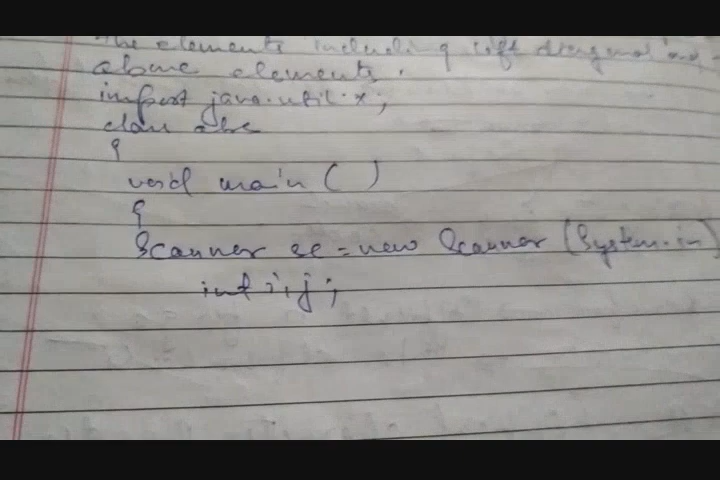 The elements including left diagonal and
above elements.
import java.util.*;
class abc
{
void main ( )
{
Scanner sc = new Scanner (System.in)
int i, j ;